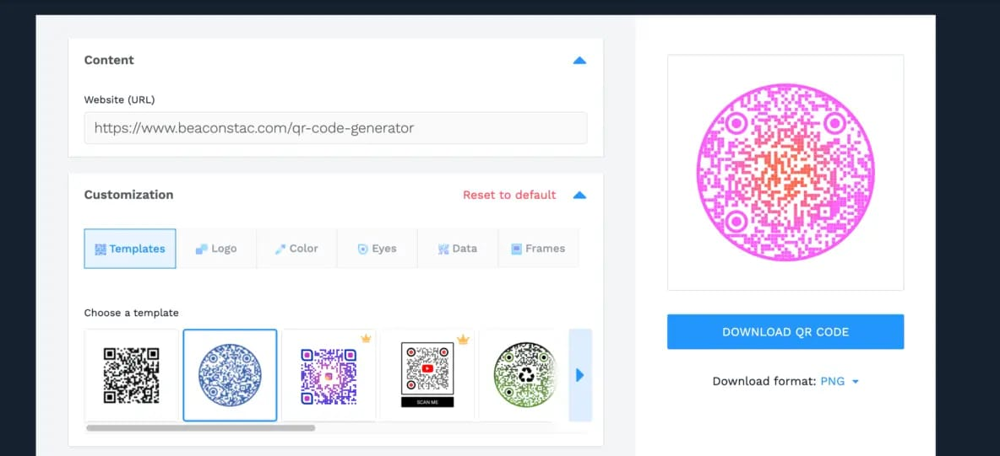 Content
Website (URL)
https://www.beaconstac.com/qr-code-generator
Customization
Reset to default
Templates
Logo
Color
Eyes
Data
Frames
Choose a template
SCAN ME
DOWNLOAD QR CODE
Download format: PNG